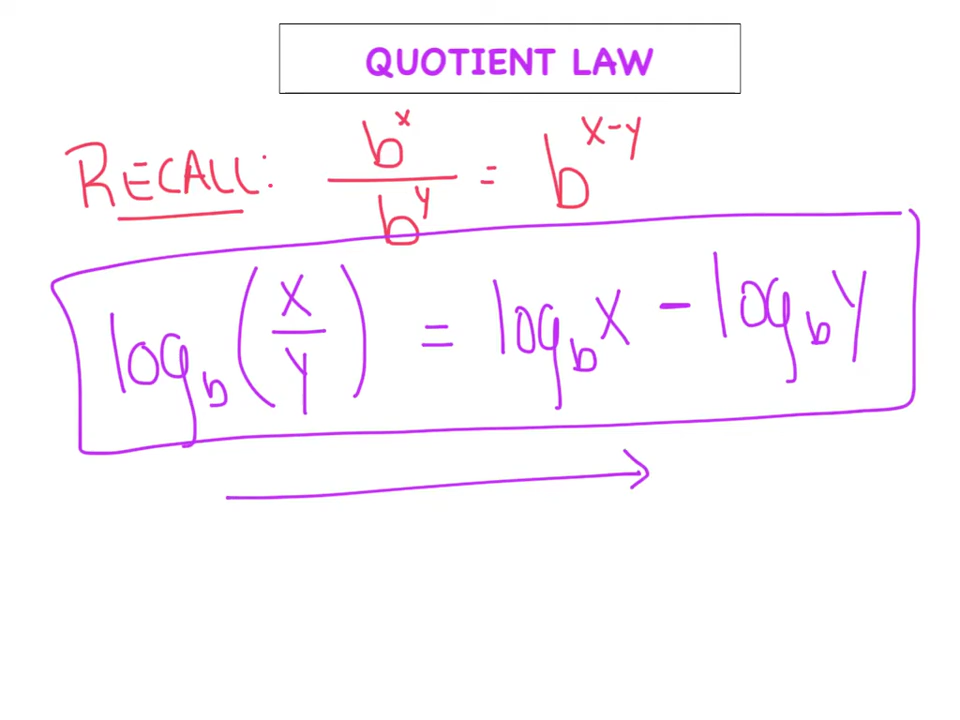 QUOTIENT LAW
RECALL: b^x / b^y = b^(x-y)
log_b (x/y) = log_b x - log_b y